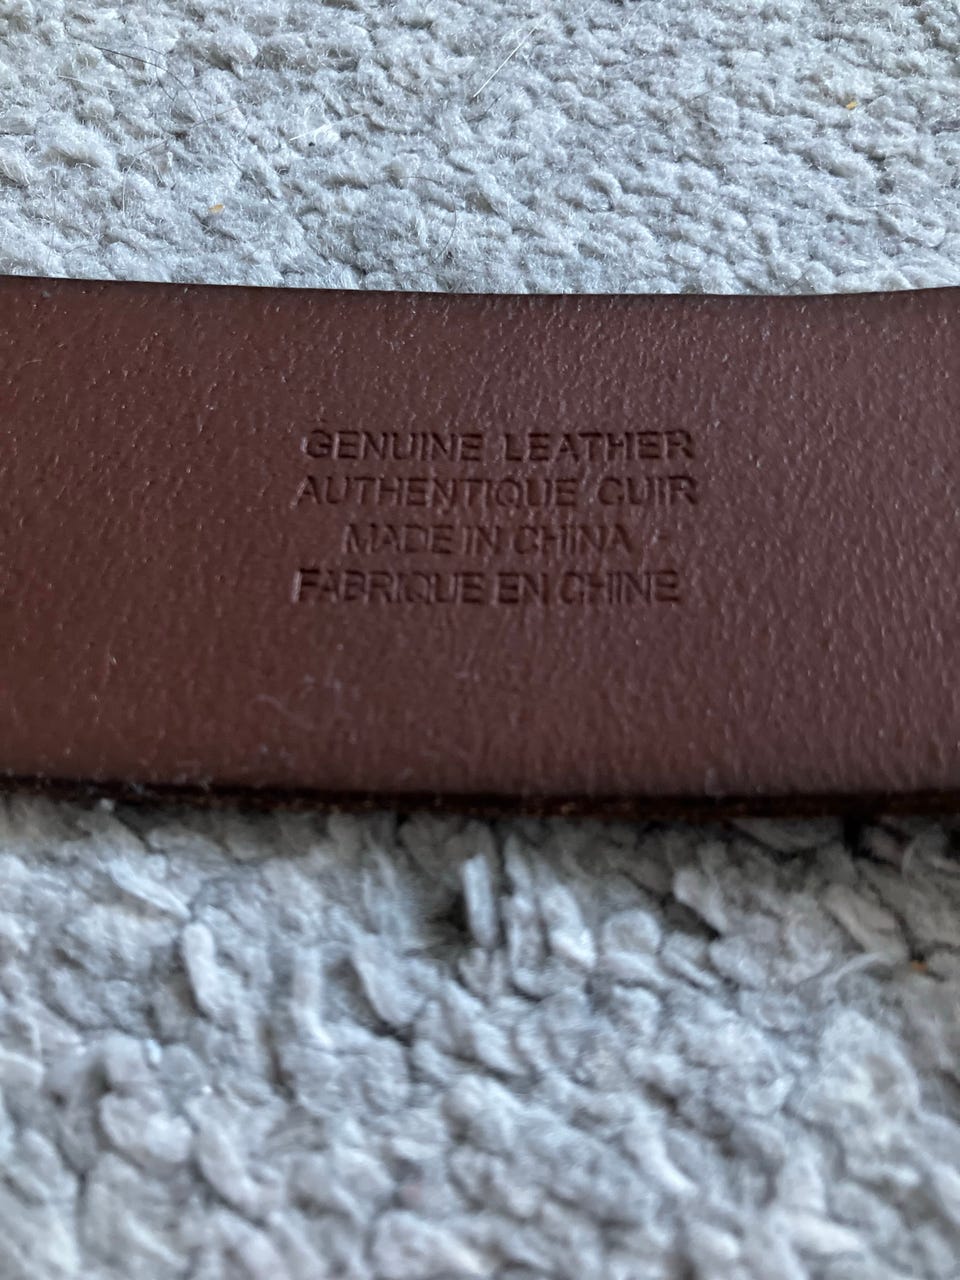 GENUINE LEATHER
AUTHENTIQUE CUIR
MADE IN CHINA
FABRIQUE EN CHINE